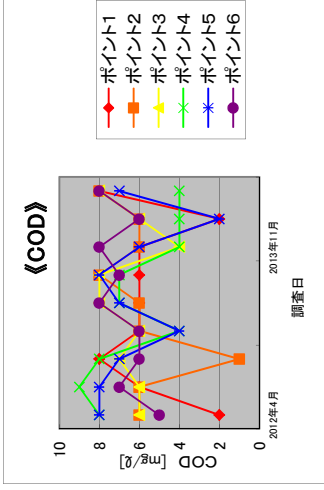 《COD》
10
8
6
4
2
0
COD [mg/ℓ]
2012年4月
2013年11月
調査日
ポイント1
ポイント2
ポイント3
ポイント4
ポイント5
ポイント6